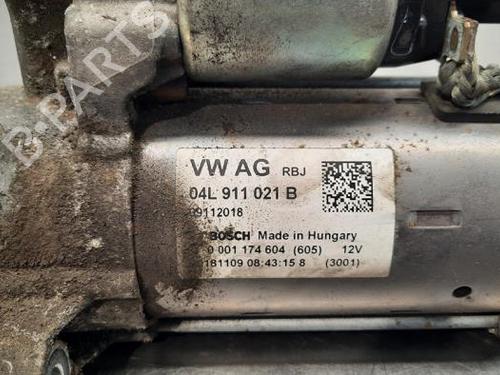 B-PARTS
VW AG RBJ
04L 911 021 B
09112018
BOSCH Made in Hungary
0 001 174 604 (605) 12V
181109 08:43:15 8 (3001)